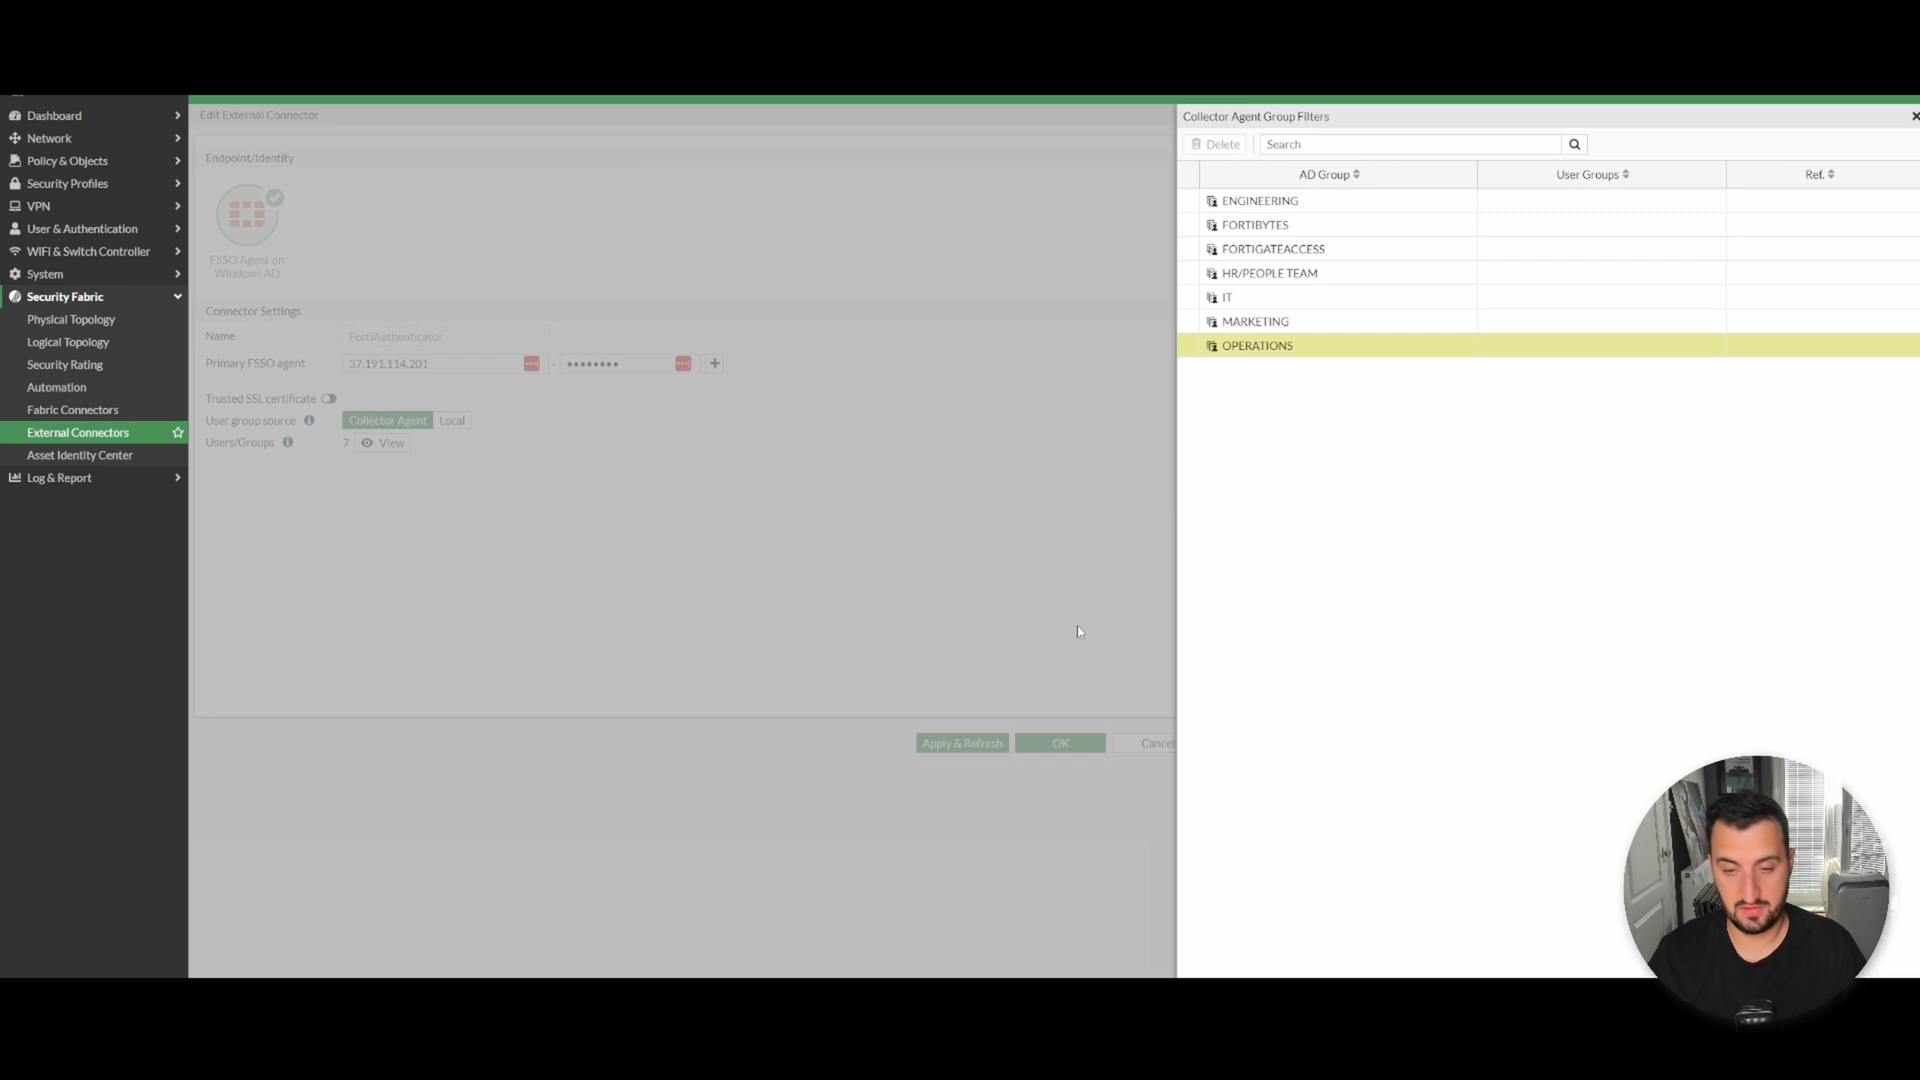 Dashboard
Network
Policy & Objects
Security Profiles
VPN
User & Authentication
WiFi & Switch Controller
System
Security Fabric
Physical Topology
Logical Topology
Security Rating
Automation
Fabric Connectors
External Connectors
Asset Identity Center
Log & Report
Edit External Connector
Endpoint/Identity
FSSO Agent on
Windows AD
Connector Settings
Name FortiAuthenticator
Primary FSSO agent 37.191.114.201 - ••••••••
Trusted SSL certificate
User group source Collector Agent Local
Users/Groups 7 View
Apply & Refresh OK Cancel
Collector Agent Group Filters
Delete Search
AD Group User Groups Ref.
ENGINEERING
FORTIBYTES
FORTIGATEACCESS
HR/PEOPLE TEAM
IT
MARKETING
OPERATIONS